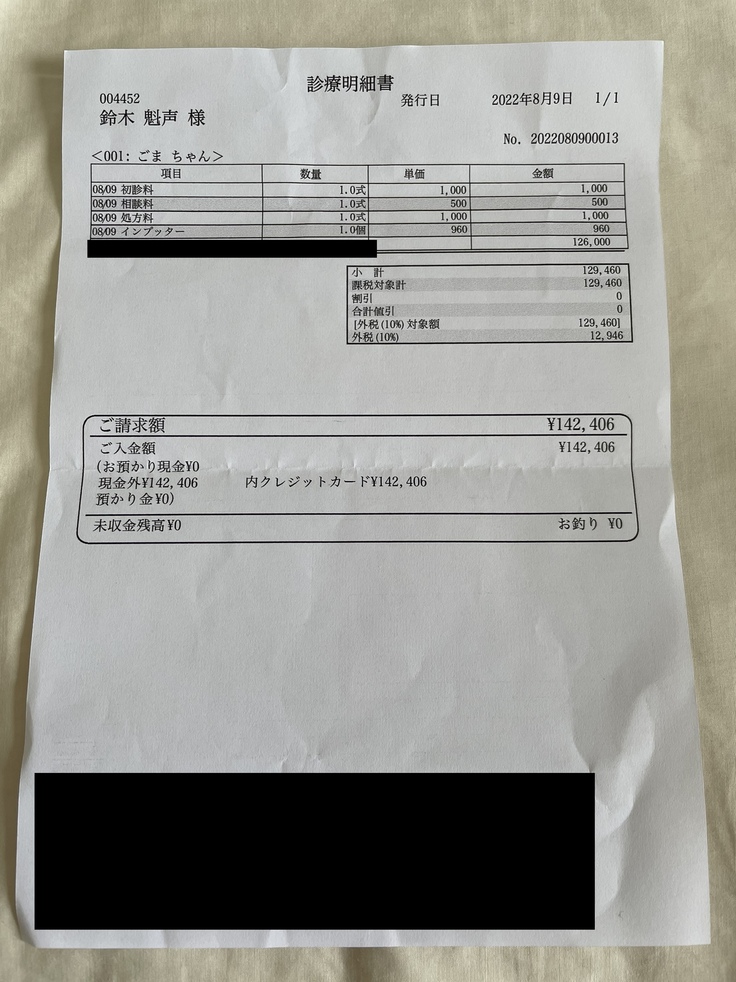 診療明細書
004452 発行日 2022年8月9日 1/1
鈴木 魁声 様
No. 2022080900013
<001: ごま ちゃん>
項目 数量 単価 金額
08/09 初診料 1.0式 1,000 1,000
08/09 相談料 1.0式 500 500
08/09 処方料 1.0式 1,000 1,000
08/09 インプッター 1.0個 960 960
126,000
小 計 129,460
課税対象計 129,460
割引 0
合計値引 0
[外税(10%)対象額 129,460]
外税(10%) 12,946
ご請求額 ¥142,406
ご入金額 ¥142,406
(お預かり現金¥0
現金外¥142,406 内クレジットカード¥142,406
預かり金¥0)
未収金残高¥0 お釣り ¥0